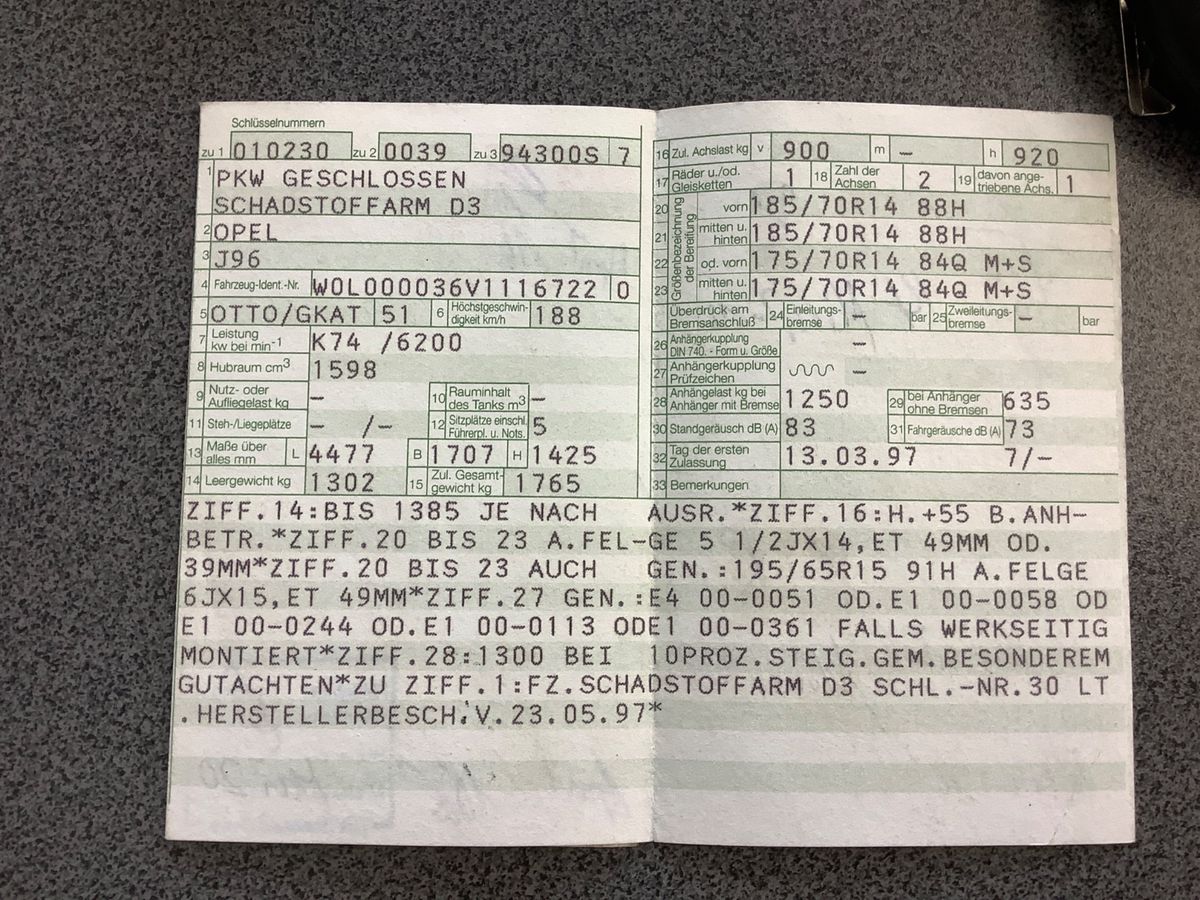 Schlüsselnummern
zu 1 010230 zu 2 0039 zu 3 94300S 7
1 PKW GESCHLOSSEN
SCHADSTOFFARM D3
2 OPEL
3 J96
4 Fahrzeug-Ident.-Nr. W0L000036V1116722 0
5 OTTO/GKAT 51 6 Höchstgeschwin-digkeit km/h 188
7 Leistung kw bei min-1 K74 /6200
8 Hubraum cm3 1598
9 Nutz- oder Aufliegelast kg – 10 Rauminhalt des Tanks m3 –
11 Steh-/Liegeplätze – /– 12 Sitzplätze einschl. Führerpl. u. Nots. 5
13 Maße über alles mm L 4477 B 1707 H 1425
14 Leergewicht kg 1302 15 Zul. Gesamt-gewicht kg 1765
16 Zul. Achslast kg v 900 m – h 920
17 Räder u./od. Gleisketten 1 18 Zahl der Achsen 2 19 davon ange-triebene Achs. 1
Größenbezeichnung der Bereifung
20 vorn 185/70R14 88H
21 mitten u. hinten 185/70R14 88H
22 od. vorn 175/70R14 84Q M+S
23 mitten u. hinten 175/70R14 84Q M+S
Überdruck am Bremsanschluß 24 Einleitungs-bremse – bar 25 Zweileitungs-bremse – bar
26 Anhängerkupplung DIN 740.- Form u. Größe –
27 Anhängerkupplung Prüfzeichen –
28 Anhängelast kg bei Anhänger mit Bremse 1250 29 bei Anhänger ohne Bremsen 635
30 Standgeräusch dB (A) 83 31 Fahrgeräusche dB (A) 73
32 Tag der ersten Zulassung 13.03.97 7/–
33 Bemerkungen
ZIFF.14:BIS 1385 JE NACH AUSR.*ZIFF.16:H.+55 B.ANH-
BETR.*ZIFF.20 BIS 23 A.FEL-GE 5 1/2JX14,ET 49MM OD.
39MM*ZIFF.20 BIS 23 AUCH GEN.:195/65R15 91H A.FELGE
6JX15,ET 49MM*ZIFF.27 GEN.:E4 00-0051 OD.E1 00-0058 OD
E1 00-0244 OD.E1 00-0113 ODE1 00-0361 FALLS WERKSEITIG
MONTIERT*ZIFF.28:1300 BEI 10PROZ.STEIG.GEM.BESONDEREM
GUTACHTEN*ZU ZIFF.1:FZ.SCHADSTOFFARM D3 SCHL.-NR.30 LT
.HERSTELLERBESCH.V.23.05.97*